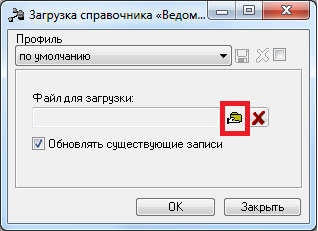 Загрузка справочника «Ведом...
Профиль
по умолчанию
Файл для загрузки:
Обновлять существующие записи
OK
Закрыть